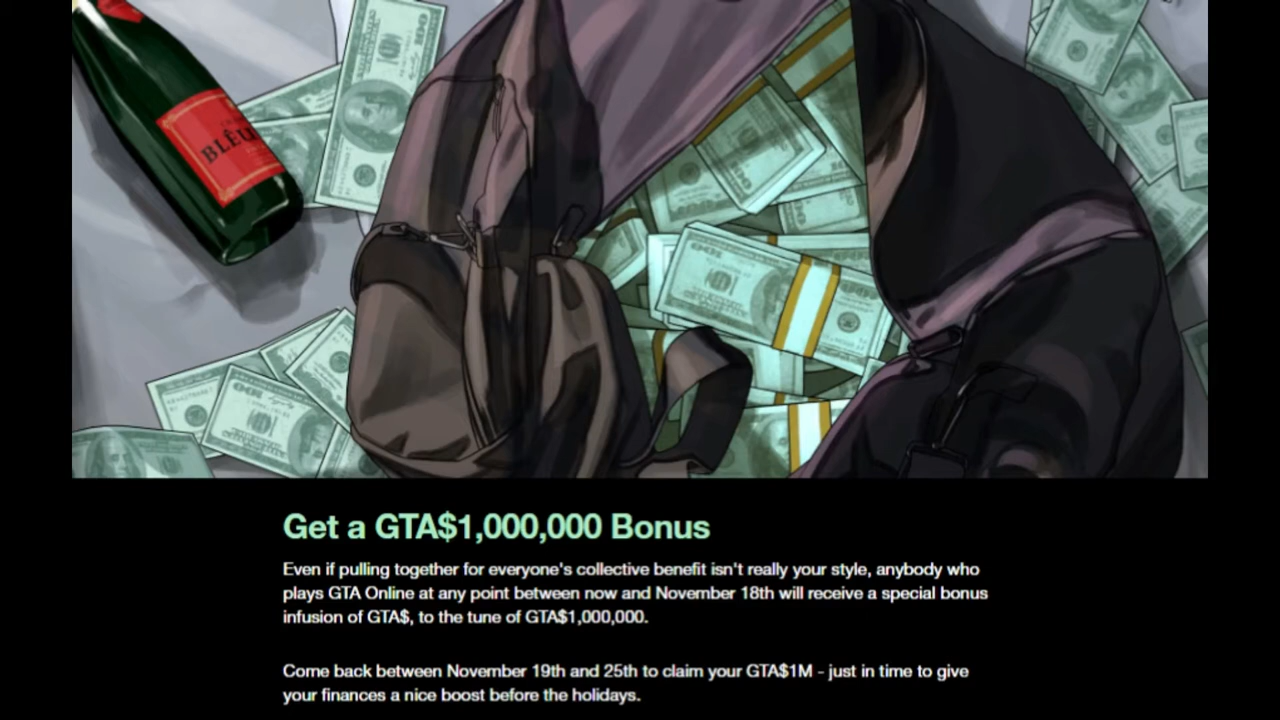 BLÊU
Get a GTA$1,000,000 Bonus
Even if pulling together for everyone's collective benefit isn't really your style, anybody who
plays GTA Online at any point between now and November 18th will receive a special bonus
infusion of GTA$, to the tune of GTA$1,000,000.
Come back between November 19th and 25th to claim your GTA$1M - just in time to give
your finances a nice boost before the holidays.